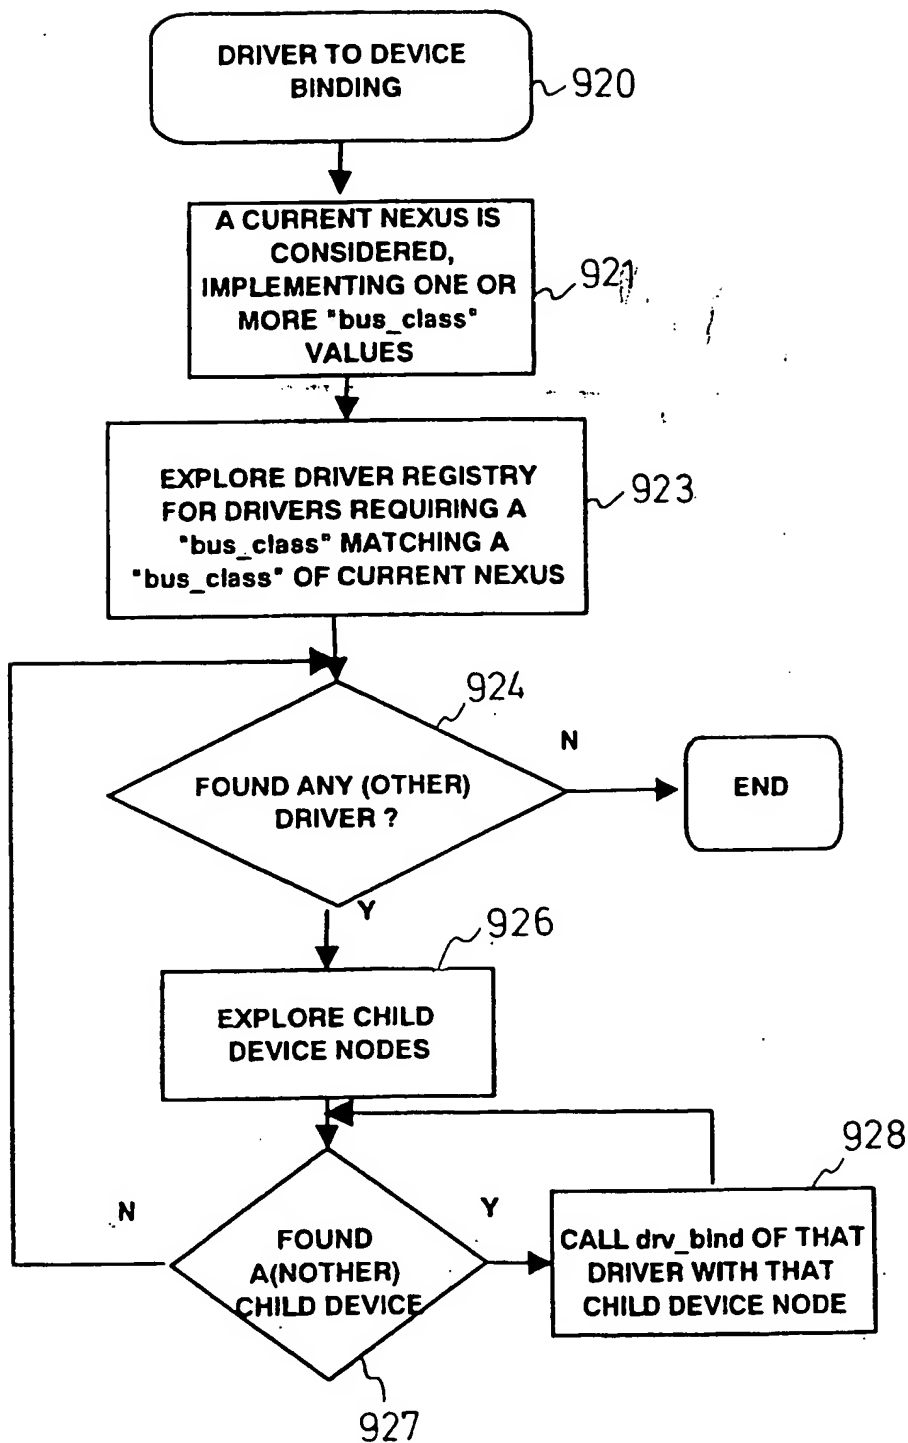 DRIVER TO DEVICE
BINDING
920
A CURRENT NEXUS IS
CONSIDERED,
IMPLEMENTING ONE OR
MORE "bus_class"
VALUES
921
EXPLORE DRIVER REGISTRY
FOR DRIVERS REQUIRING A
"bus_class" MATCHING A
"bus_class" OF CURRENT NEXUS
923
924
FOUND ANY (OTHER)
DRIVER ?
N
END
Y
926
EXPLORE CHILD
DEVICE NODES
928
N
FOUND
A(NOTHER)
CHILD DEVICE
Y
CALL drv_bind OF THAT
DRIVER WITH THAT
CHILD DEVICE NODE
927